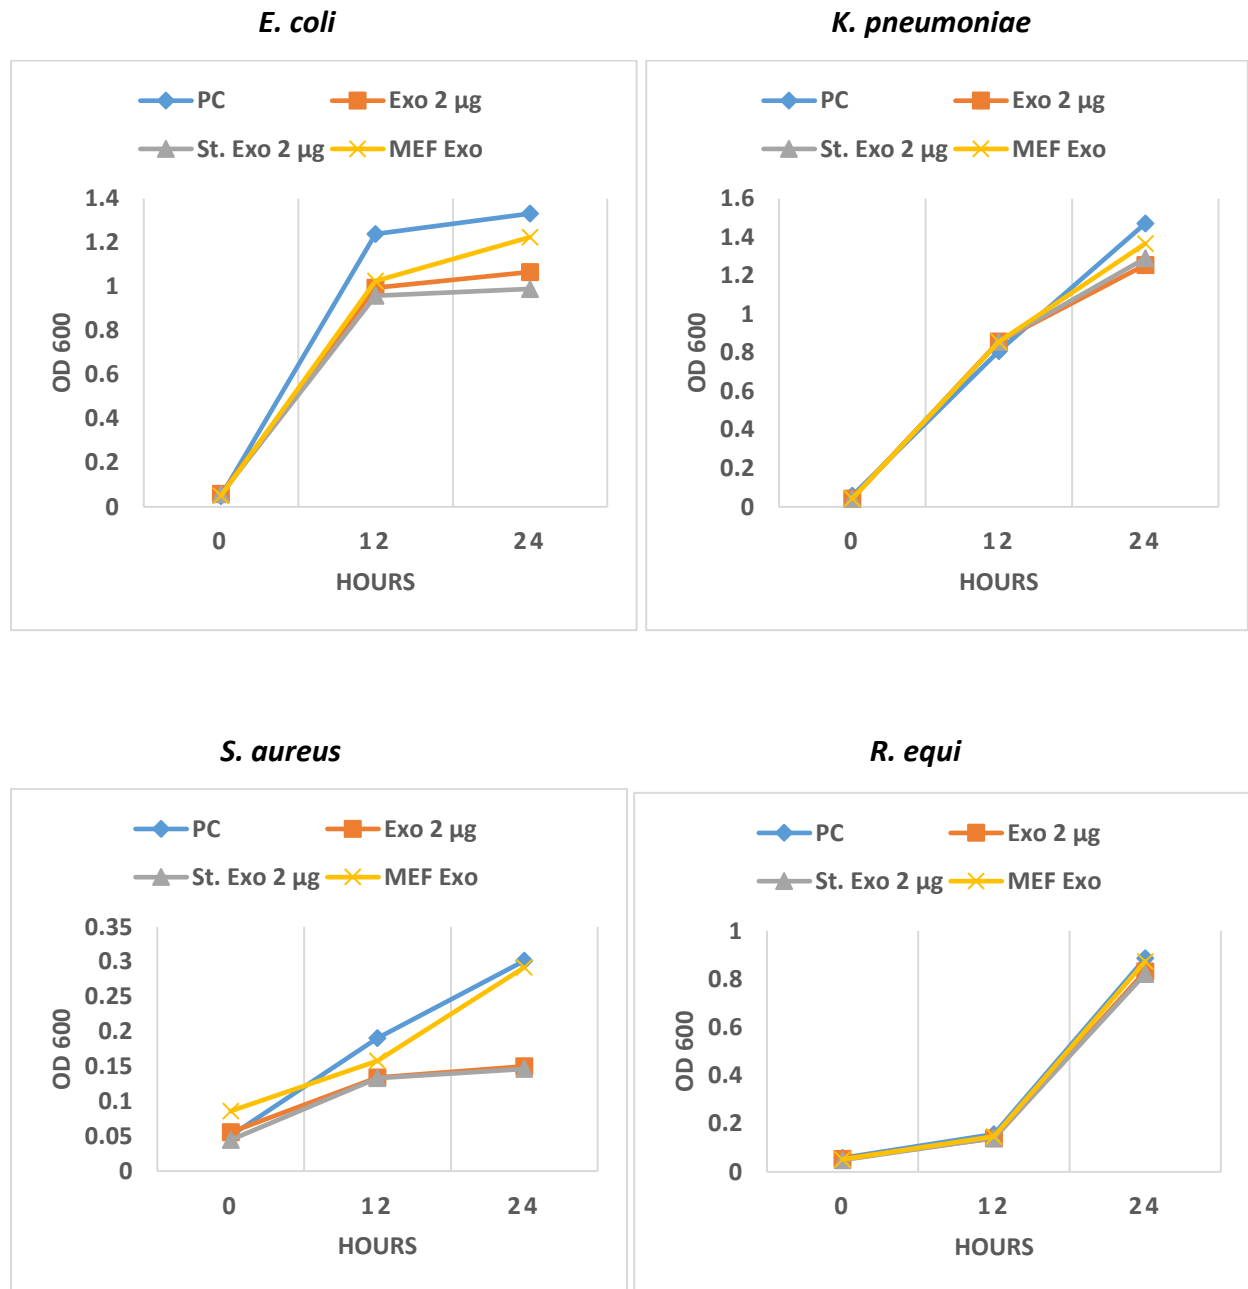 E. coli
PC Exo 2 µg
St. Exo 2 µg MEF Exo
1.4
1.2
1
0.8
0.6
0.4
0.2
0
OD 600
0 12 24
HOURS
K. pneumoniae
PC Exo 2 µg
St. Exo 2 µg MEF Exo
1.6
1.4
1.2
1
0.8
0.6
0.4
0.2
0
OD 600
0 12 24
HOURS
S. aureus
PC Exo 2 µg
St. Exo 2 µg MEF Exo
0.35
0.3
0.25
0.2
0.15
0.1
0.05
0
OD 600
0 12 24
HOURS
R. equi
PC Exo 2 µg
St. Exo 2 µg MEF Exo
1
0.8
0.6
0.4
0.2
0
OD 600
0 12 24
HOURS